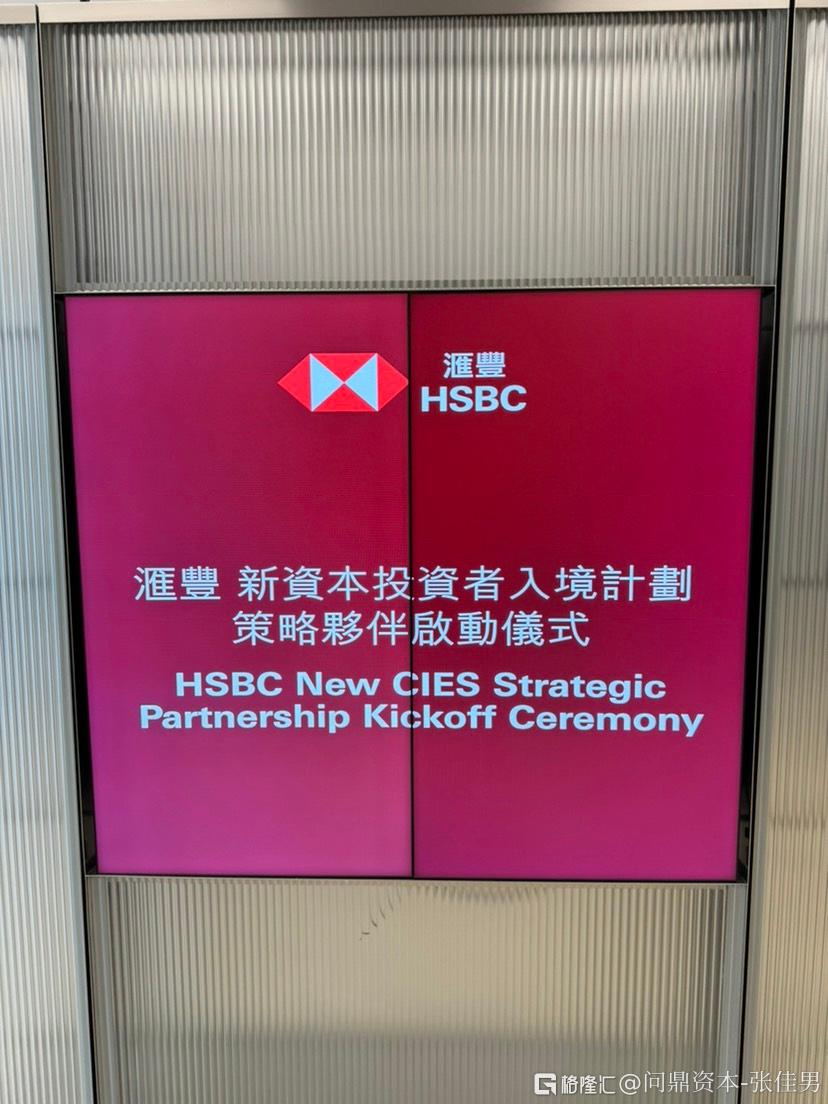 滙豐
HSBC
滙豐 新資本投資者入境計劃
策略夥伴啟動儀式
HSBC New CIES Strategic
Partnership Kickoff Ceremony
格隆汇 @问鼎资本-张佳男